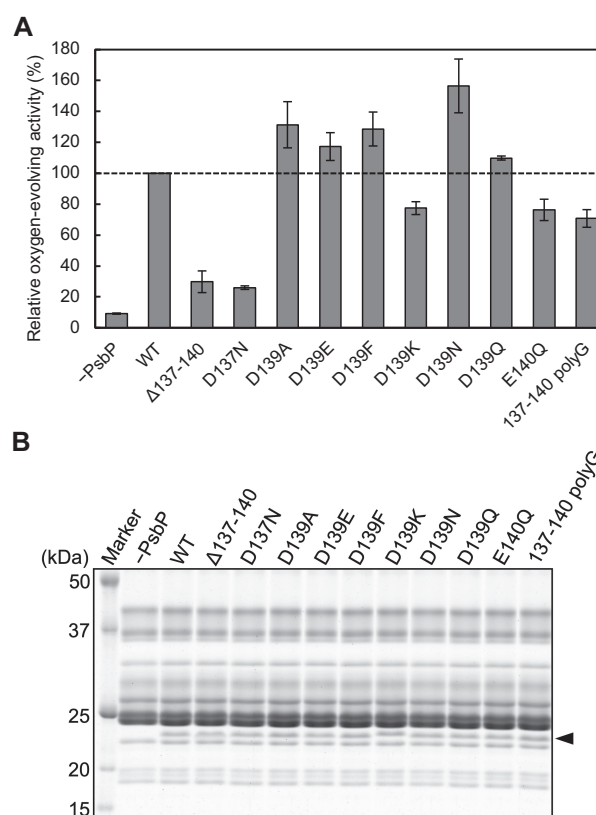 A
Relative oxygen-evolving activity (%)
180
160
140
120
100
80
60
40
20
0
–PsbP
WT
Δ137-140
D137N
D139A
D139E
D139F
D139K
D139N
D139Q
E140Q
137-140 polyG
B
(kDa)
Marker
–PsbP
WT
Δ137-140
D137N
D139A
D139E
D139F
D139K
D139N
D139Q
E140Q
137-140 polyG
50
37
25
20
15